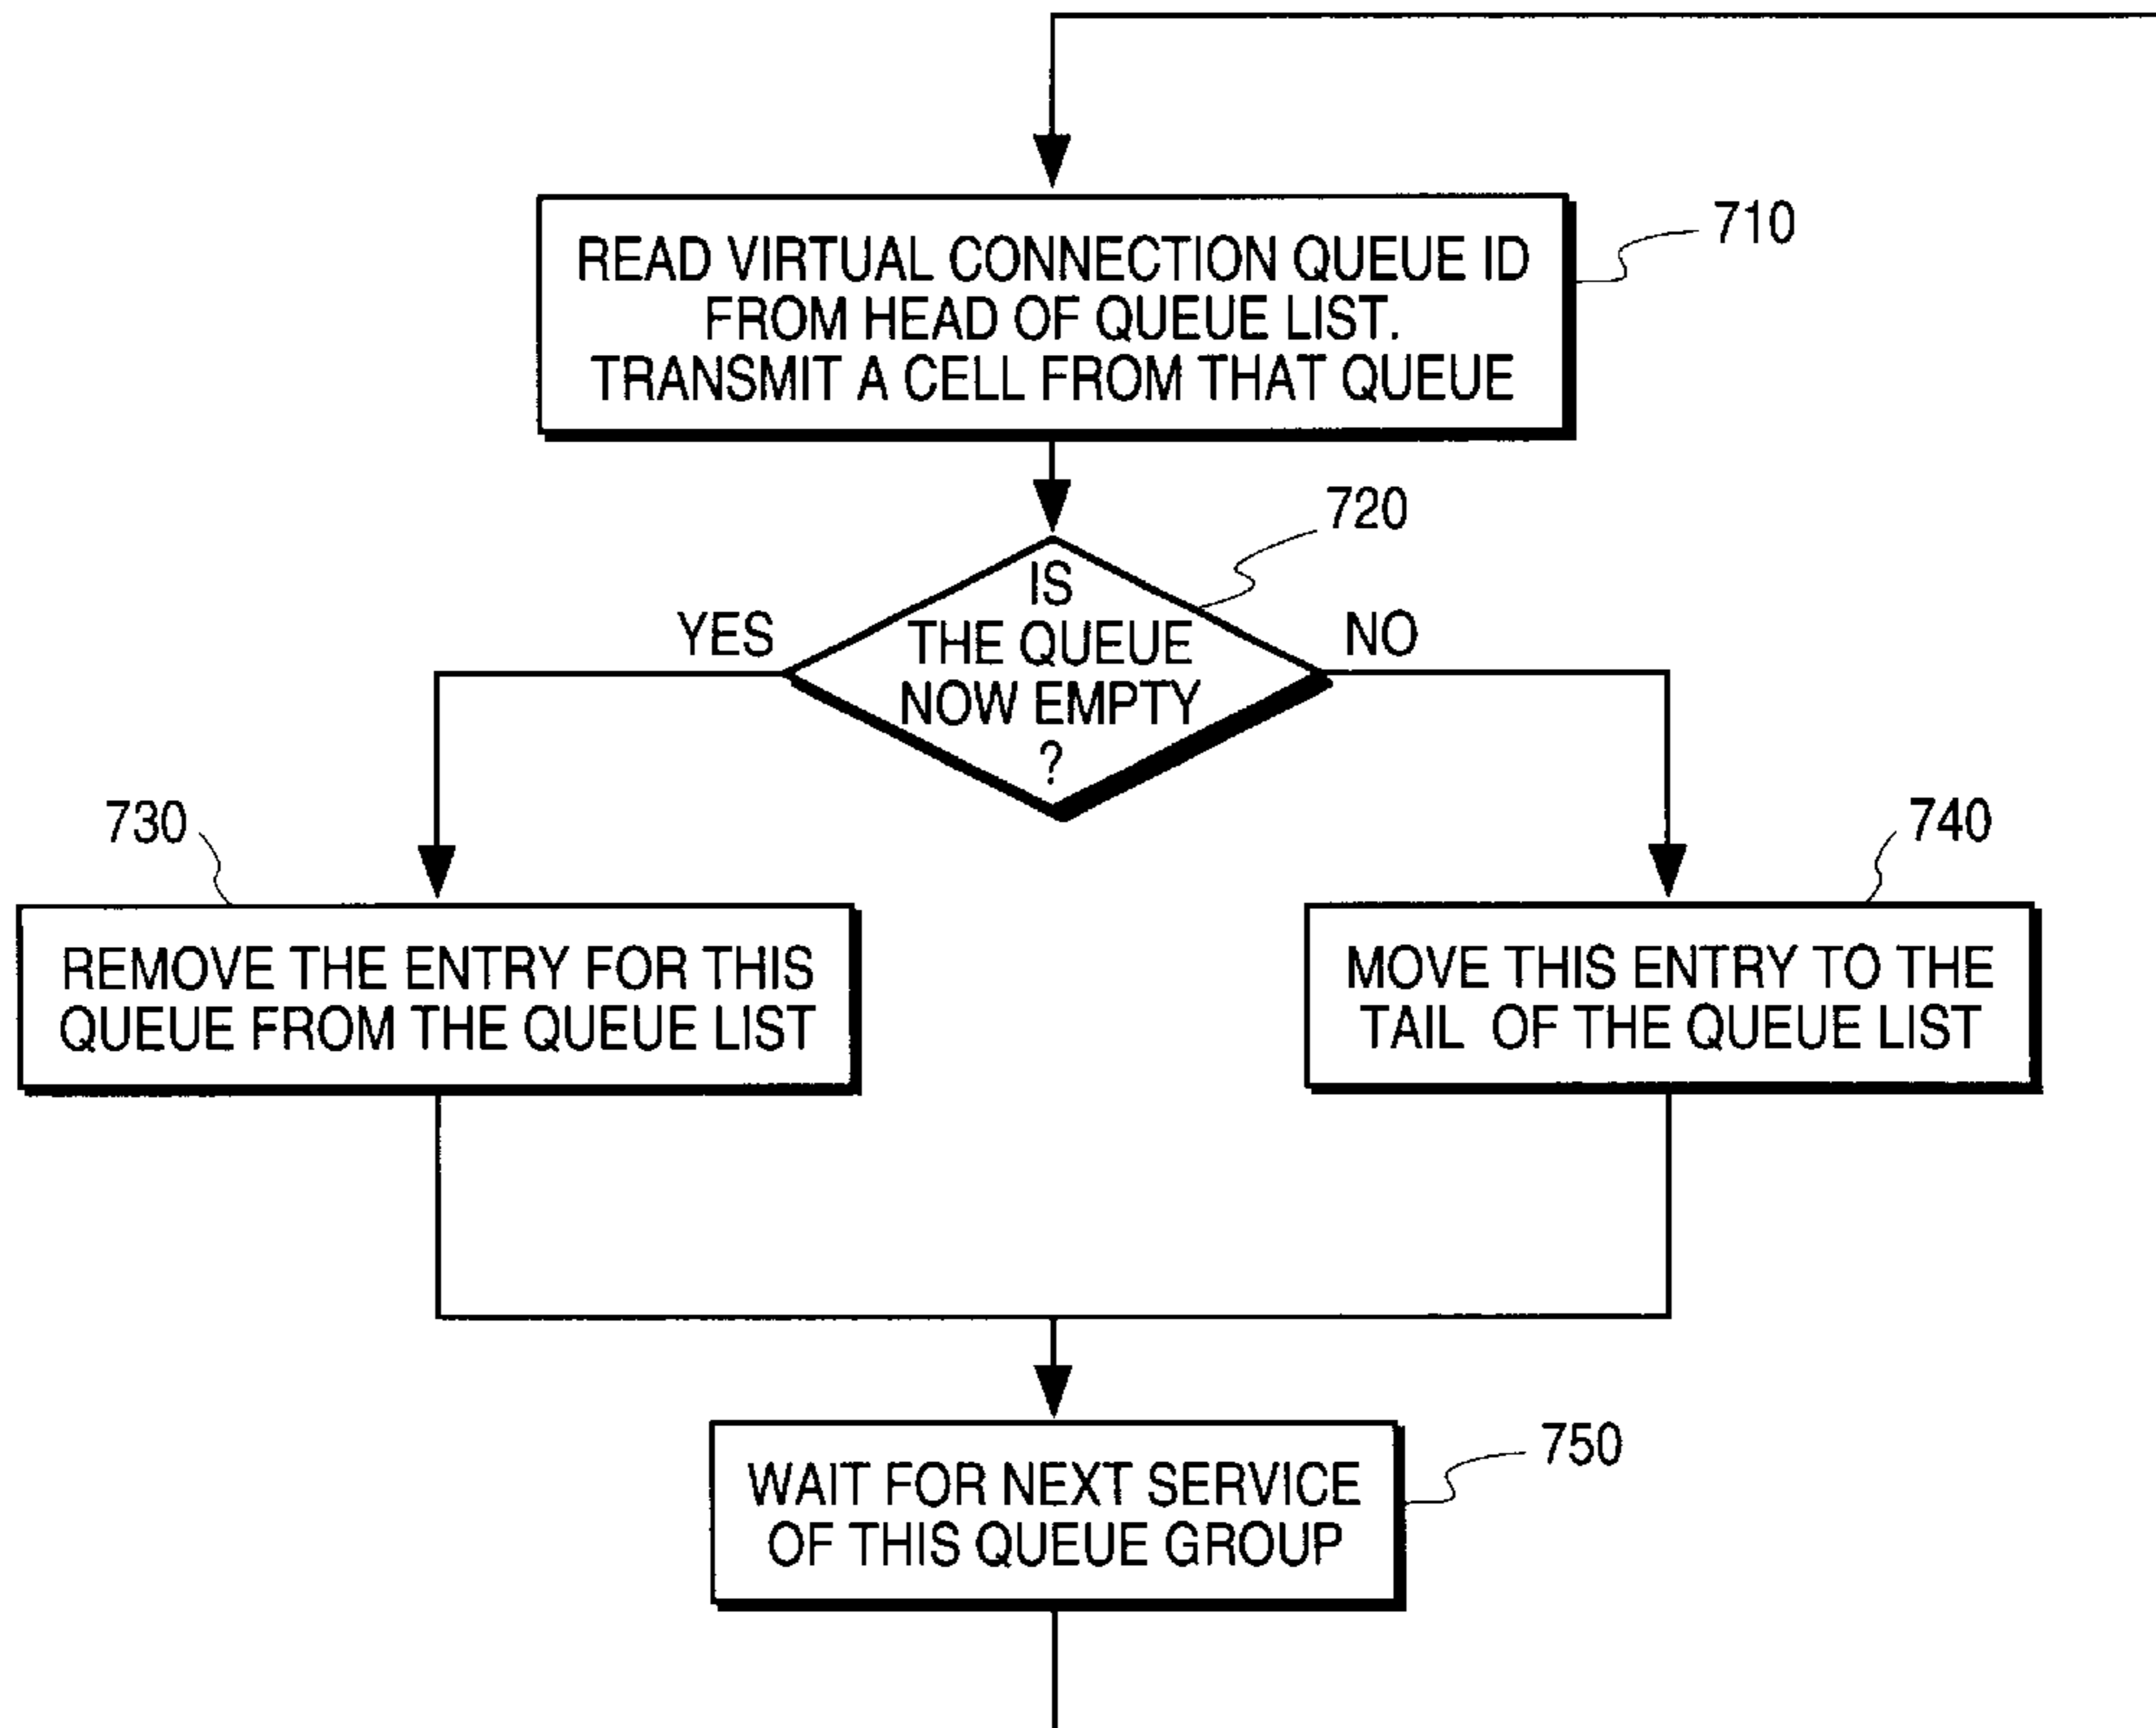 710
READ VIRTUAL CONNECTION QUEUE ID
FROM HEAD OF QUEUE LIST.
TRANSMIT A CELL FROM THAT QUEUE
720
IS
THE QUEUE
NOW EMPTY
?
YES
NO
730
740
REMOVE THE ENTRY FOR THIS
QUEUE FROM THE QUEUE LIST
MOVE THIS ENTRY TO THE
TAIL OF THE QUEUE LIST
750
WAIT FOR NEXT SERVICE
OF THIS QUEUE GROUP